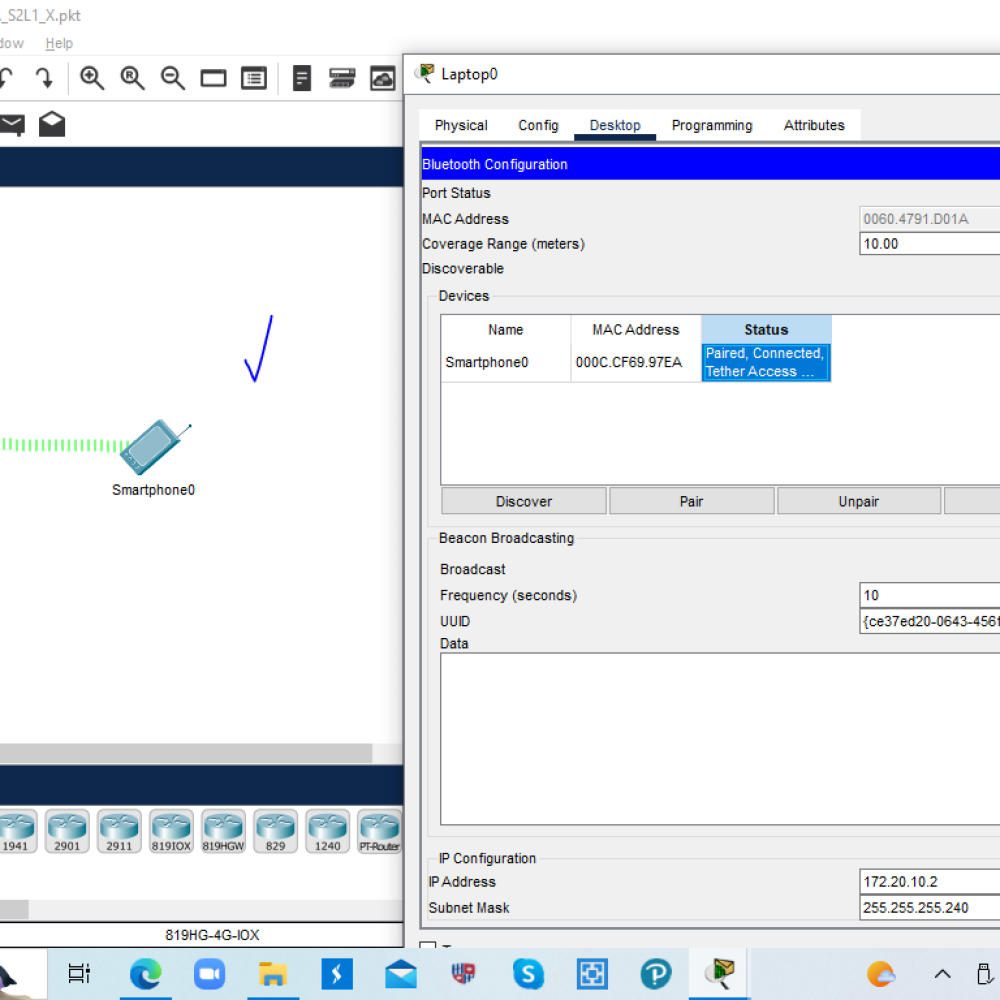 _S2L1_X.pkt
dow Help
Laptop0
Physical Config Desktop Programming Attributes
Bluetooth Configuration
Port Status
MAC Address 0060.4791.D01A
Coverage Range (meters) 10.00
Discoverable
Devices
Name MAC Address Status
Smartphone0 000C.CF69.97EA Paired, Connected,
Tether Access ...
Smartphone0
Discover Pair Unpair
Beacon Broadcasting
Broadcast
Frequency (seconds) 10
UUID {ce37ed20-0643-456f
Data
1941 2901 2911 819IOX 819HGW 829 1240 PT-Router
IP Configuration
IP Address 172.20.10.2
Subnet Mask 255.255.255.240
819HG-4G-IOX